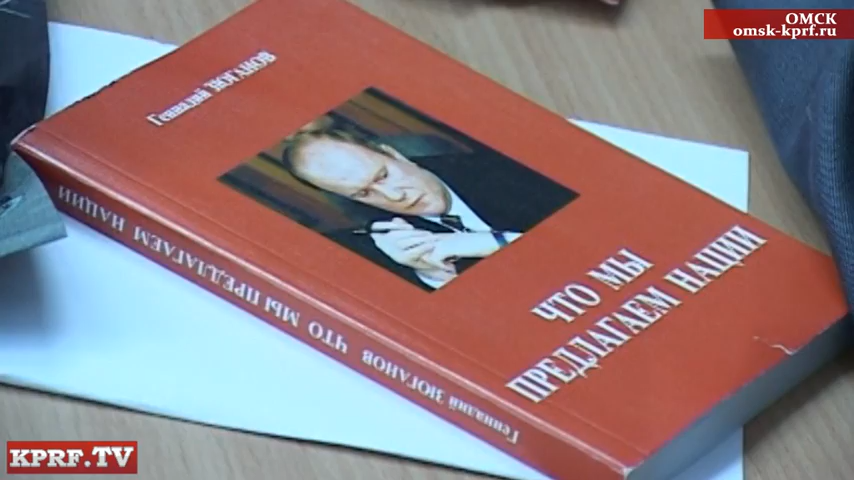 ОМСК
omsk-kprf.ru
Геннадий ЗЮГАНОВ
ЧТО МЫ
ПРЕДЛАГАЕМ НАЦИИ
Геннадий ЗЮГАНОВ ЧТО МЫ ПРЕДЛАГАЕМ НАЦИИ
KPRF.TV